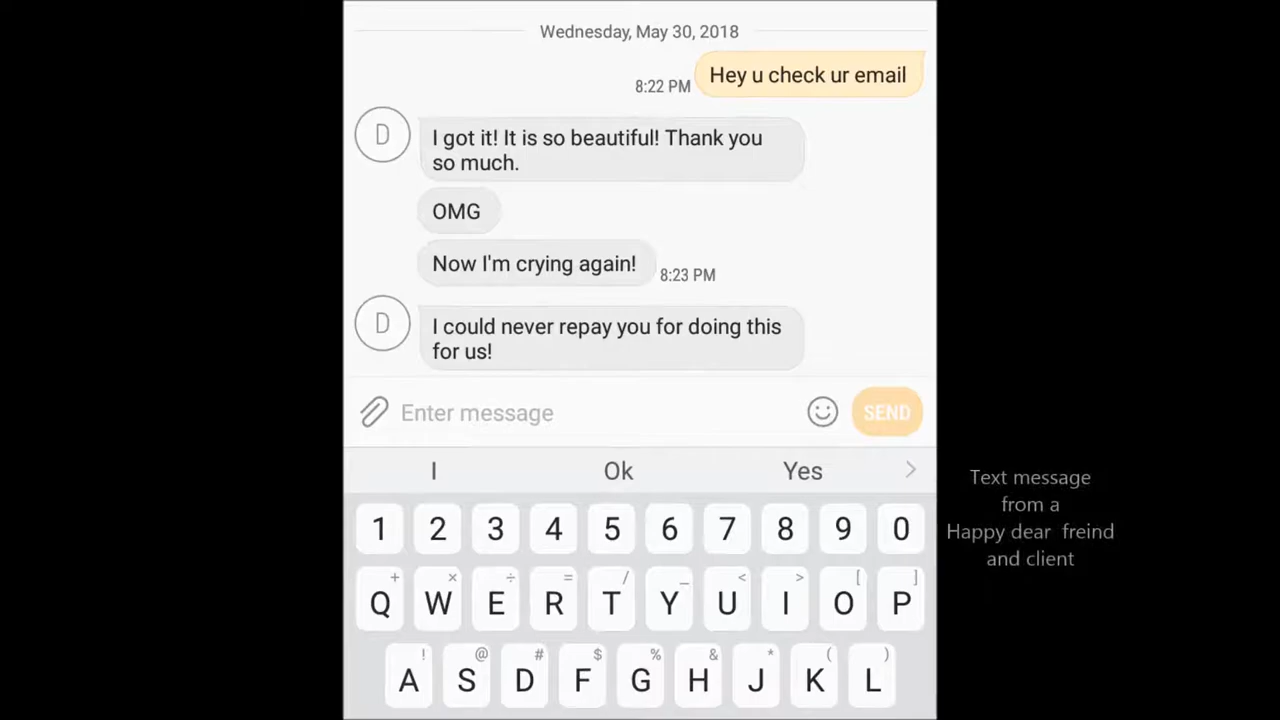 Wednesday, May 30, 2018
Hey u check ur email
8:22 PM
D
I got it! It is so beautiful! Thank you
so much.
OMG
Now I'm crying again!
8:23 PM
D
I could never repay you for doing this
for us!
Enter message
SEND
I Ok Yes >
1 2 3 4 5 6 7 8 9 0
+ × ÷ = / _ < > [ ]
Q W E R T Y U I O P
! @ # $ % & * ( )
A S D F G H J K L
Text message
from a
Happy dear freind
and client